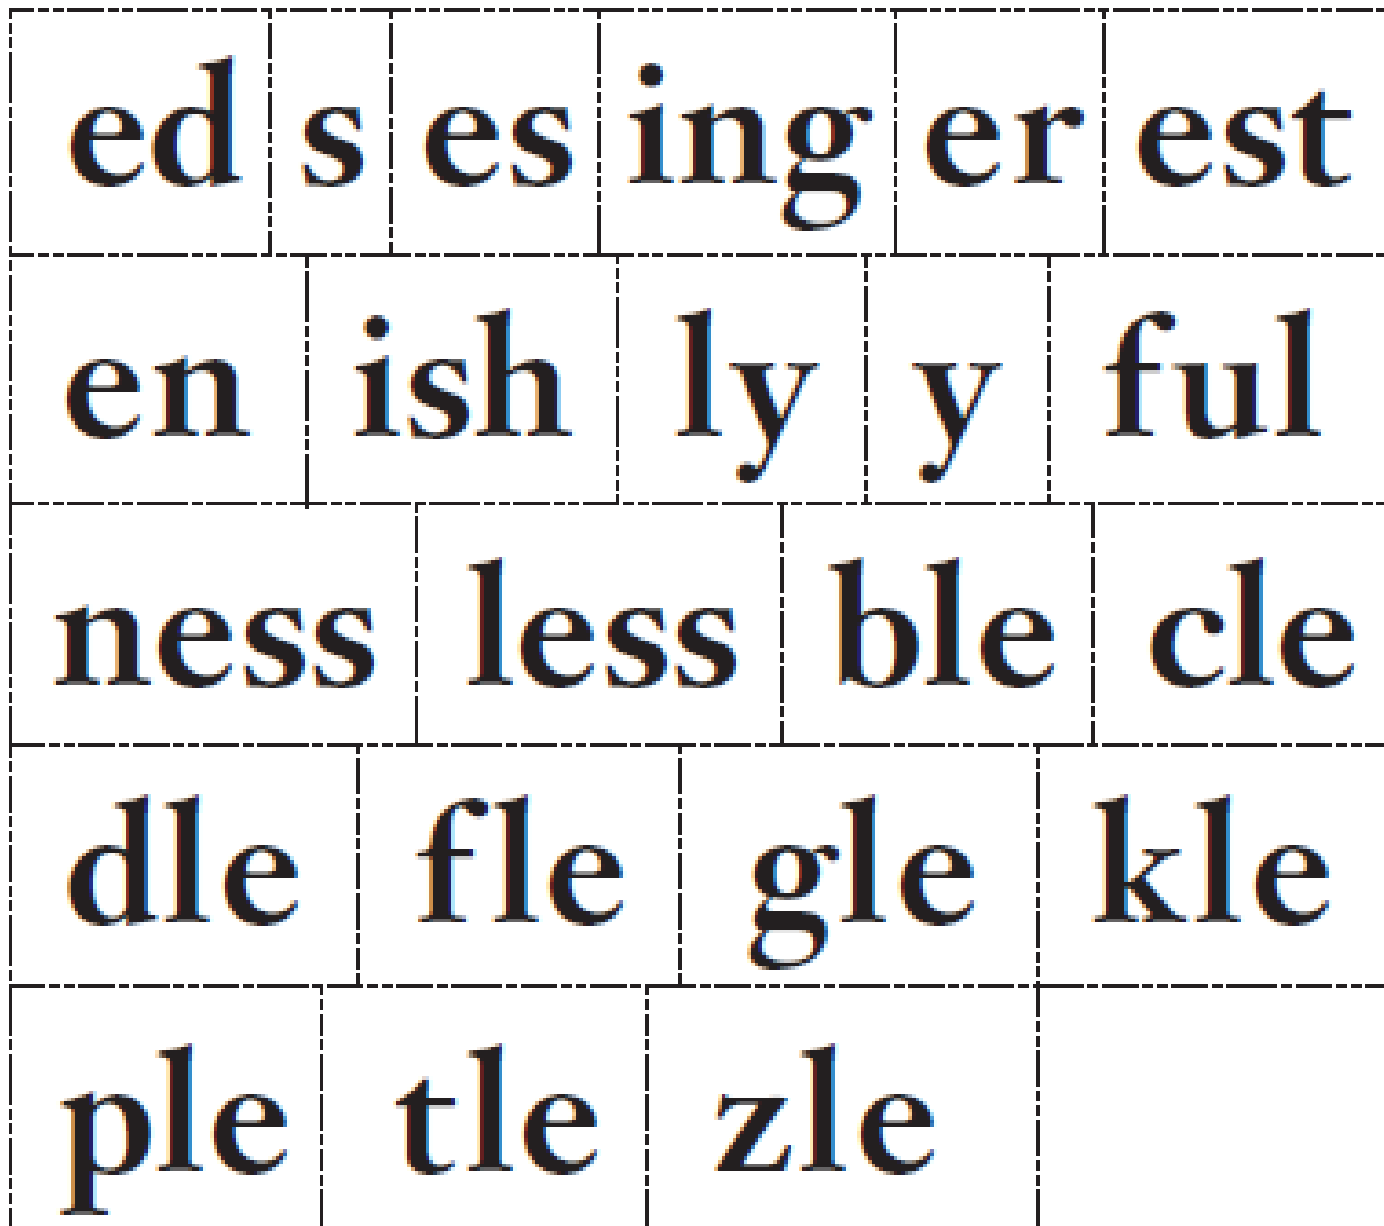 ed s es ing er est
en ish ly y ful
ness less ble cle
dle fle gle kle
ple tle zle